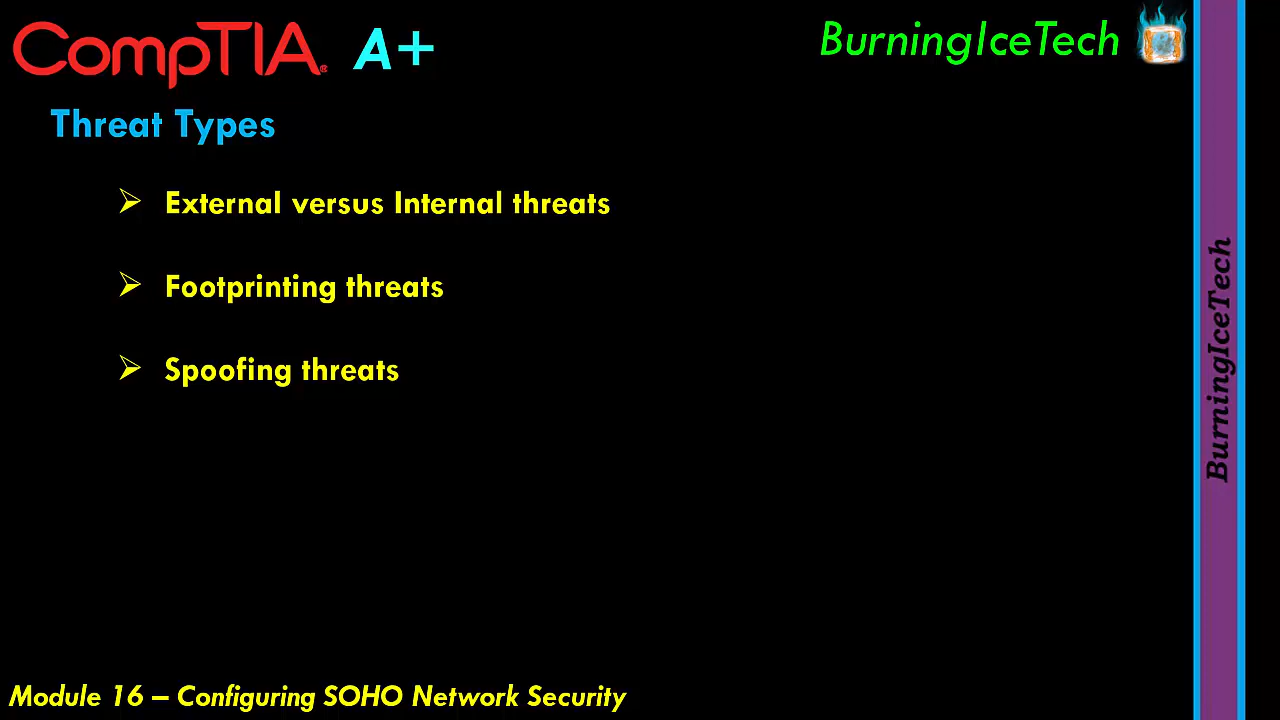 CompTIA® A+
BurningIceTech
Threat Types
➢ External versus Internal threats
➢ Footprinting threats
➢ Spoofing threats
BurningIceTech
Module 16 – Configuring SOHO Network Security